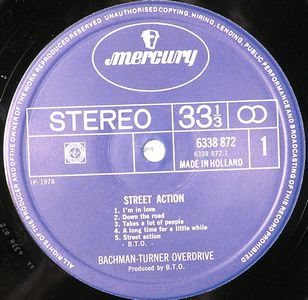 ALL RIGHTS OF THE PRODUCER AND OF THE OWNER OF THE WORK REPRODUCED RESERVED UNAUTHORISED COPYING, HIRING, LENDING, PUBLIC PERFORMANCE AND BROADCASTING OF THIS RECORD PROHIBITED
mercury
STEREO 33 1/3
6338 872
6338 872.1
MADE IN HOLLAND
1
℗ 1978
STREET ACTION
1. I'm in love
2. Down the road
3. Takes a lot of people
4. A long time for a little while
5. Street action
- B.T.O. -
BACHMAN-TURNER OVERDRIVE
Produced by B.T.O.